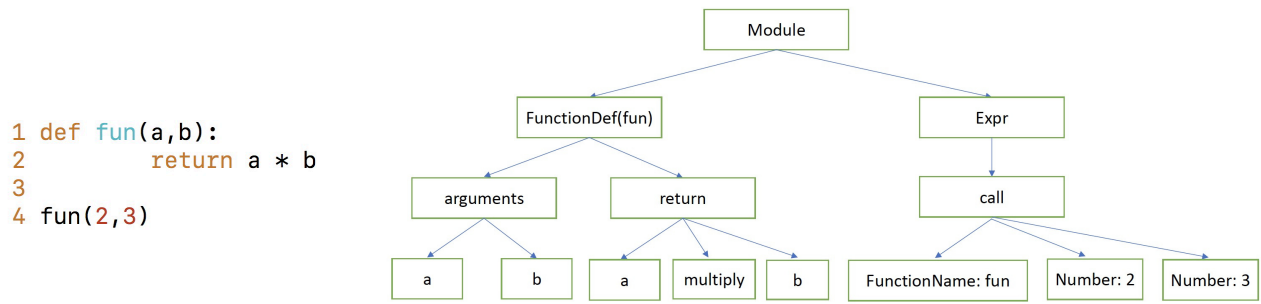 1 def fun(a,b):
2 return a * b
3
4 fun(2,3)
Module
FunctionDef(fun)
Expr
arguments
return
call
a
b
a
multiply
b
FunctionName: fun
Number: 2
Number: 3